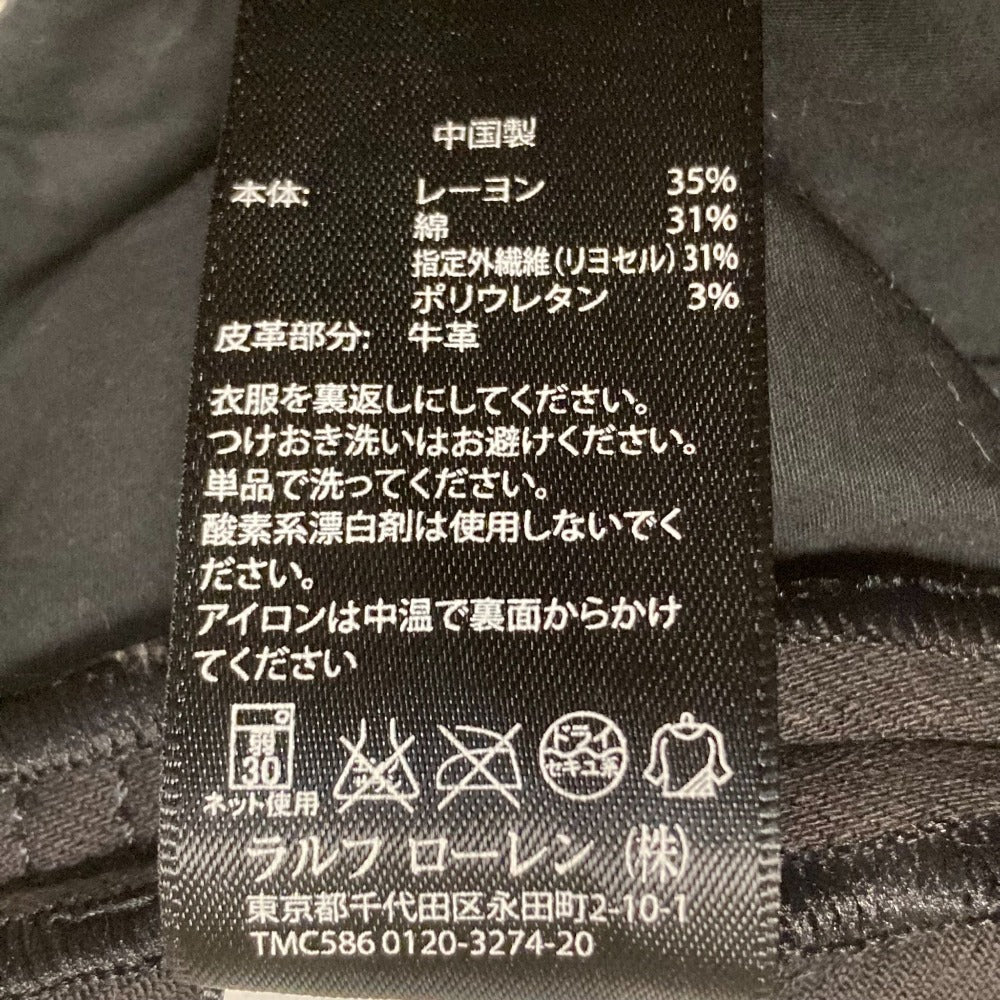 中国製
本体: レーヨン 35%
綿 31%
指定外繊維(リヨセル) 31%
ポリウレタン 3%
皮革部分: 牛革
衣服を裏返しにしてください。
つけおき洗いはお避けください。
単品で洗ってください。
酸素系漂白剤は使用しないでく
ださい。
アイロンは中温で裏面からかけ
てください
弱
30
ネット使用
エンソ
サラシ
ドライ
セキユ系
ラルフ ローレン (株)
東京都千代田区永田町2-10-1
TMC586 0120-3274-20